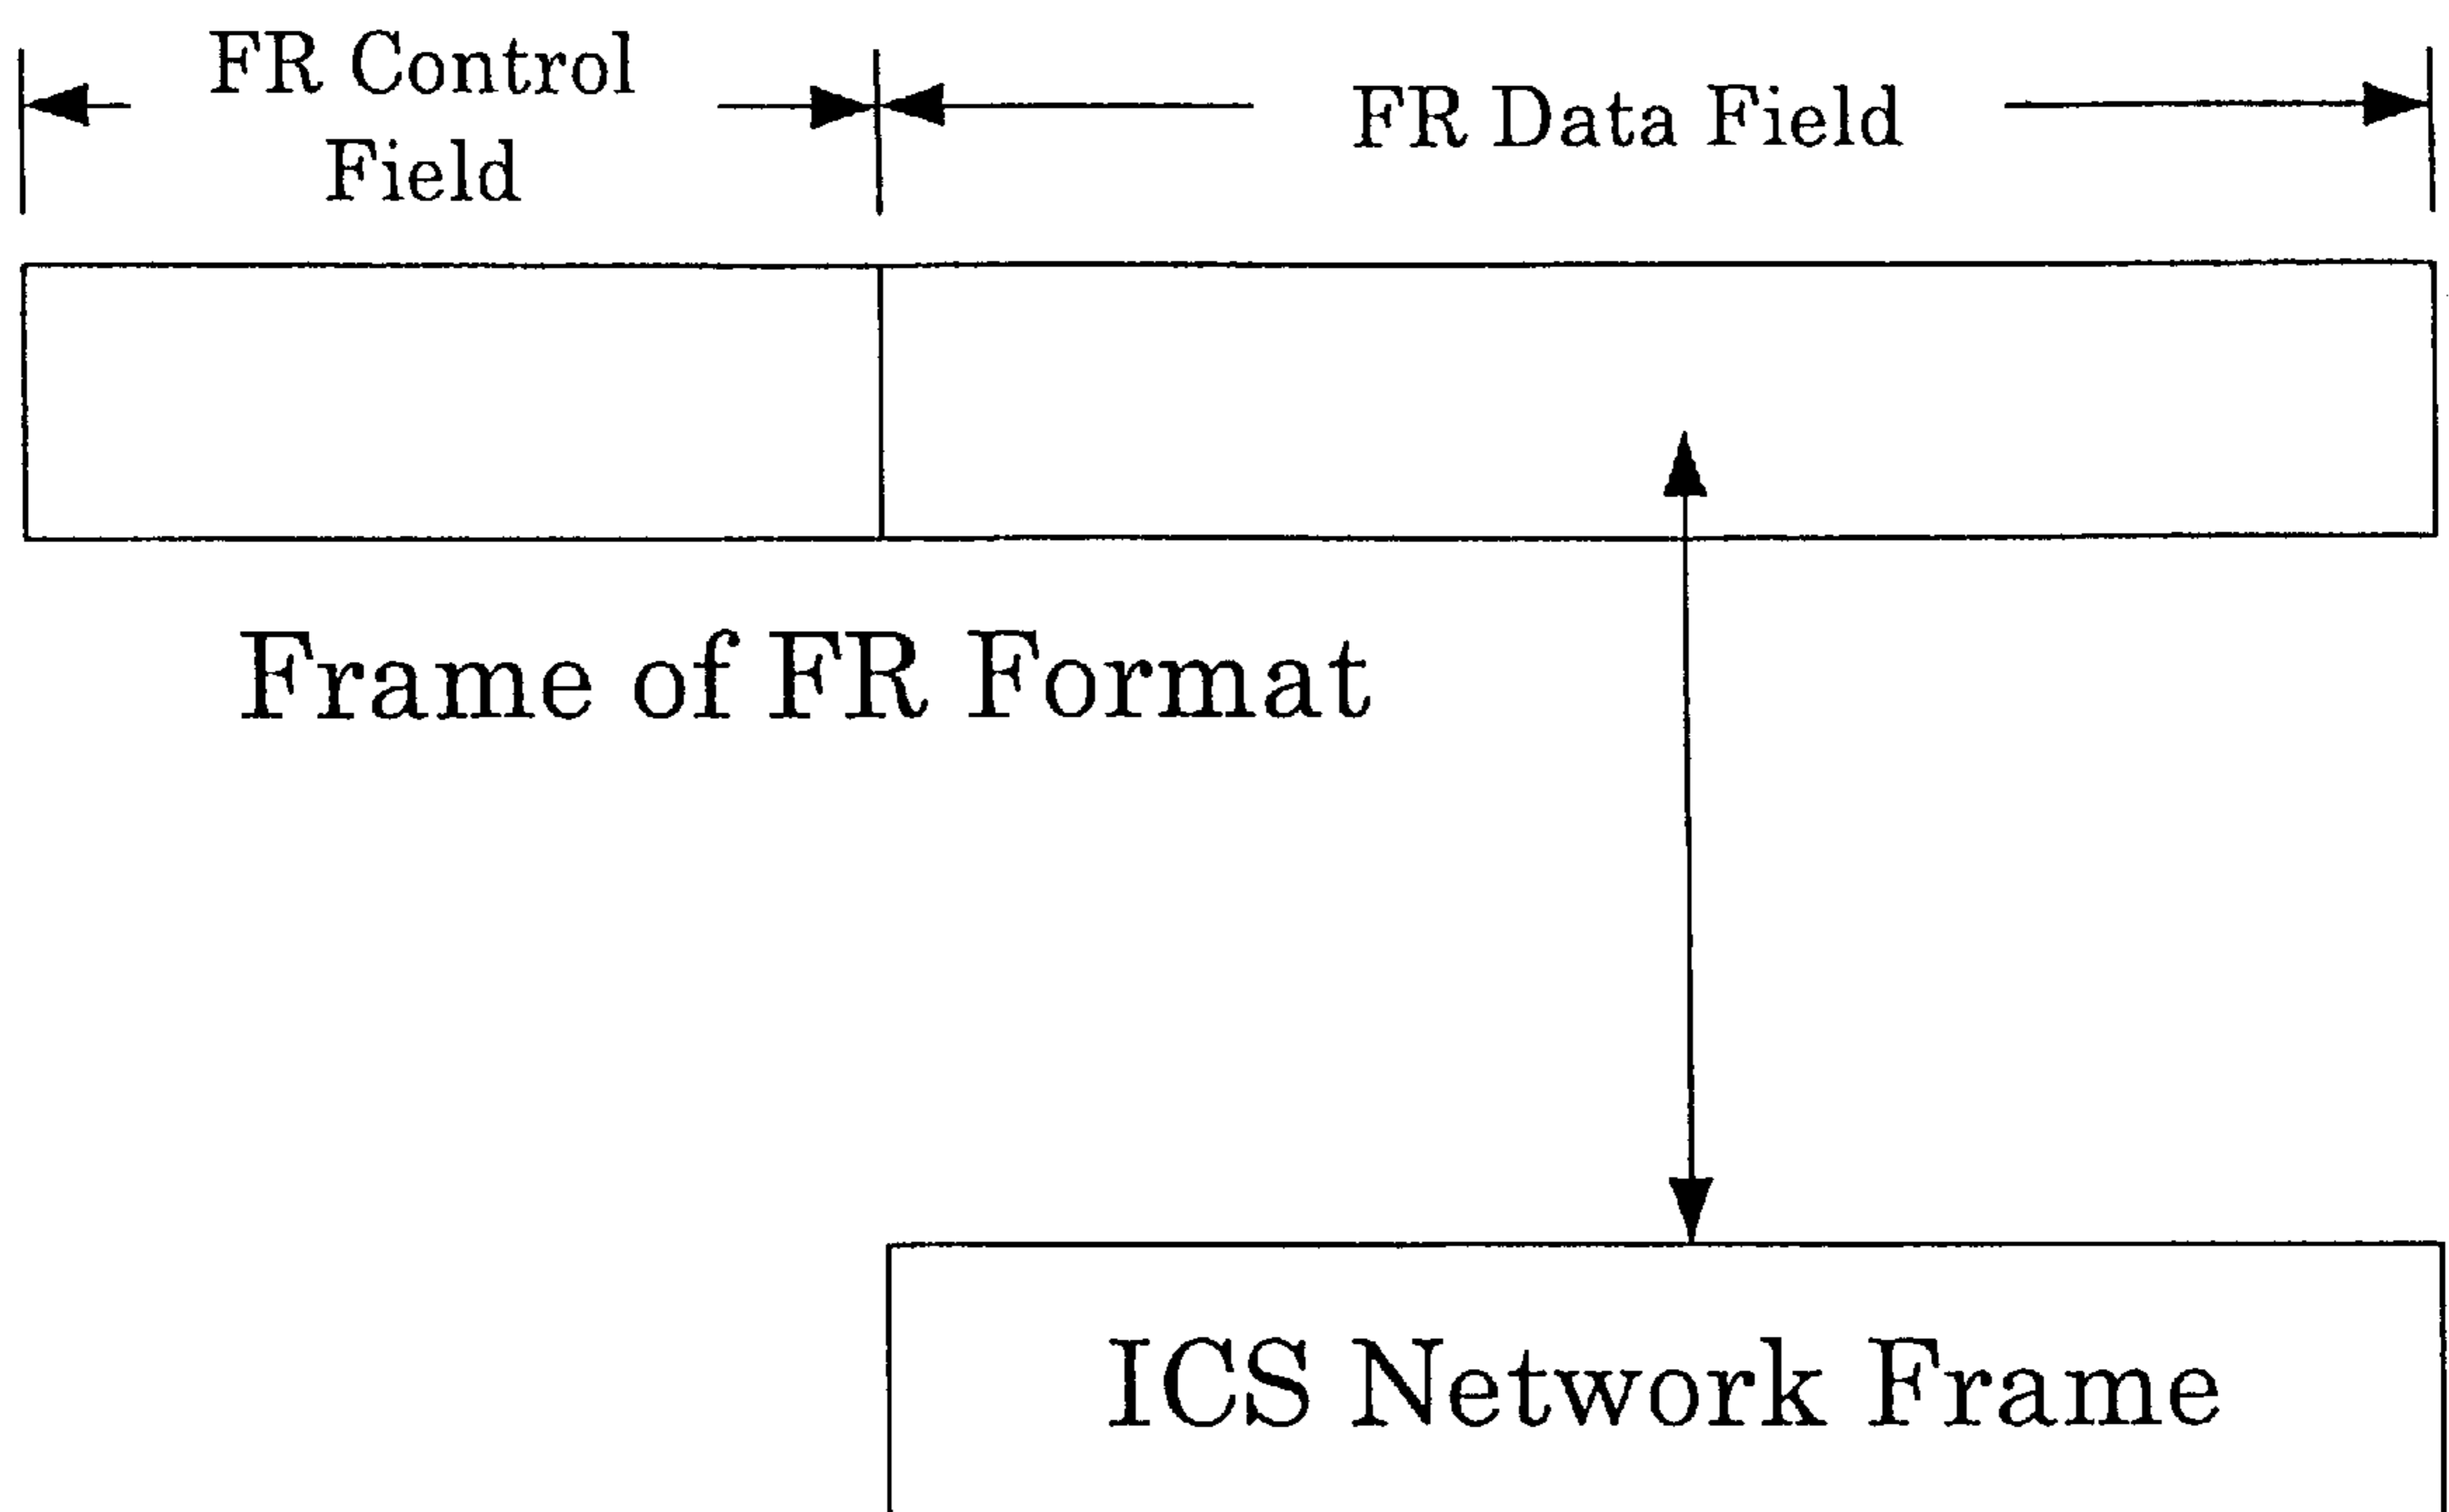 FR Control
Field
FR Data Field
Frame of FR Format
ICS Network Frame